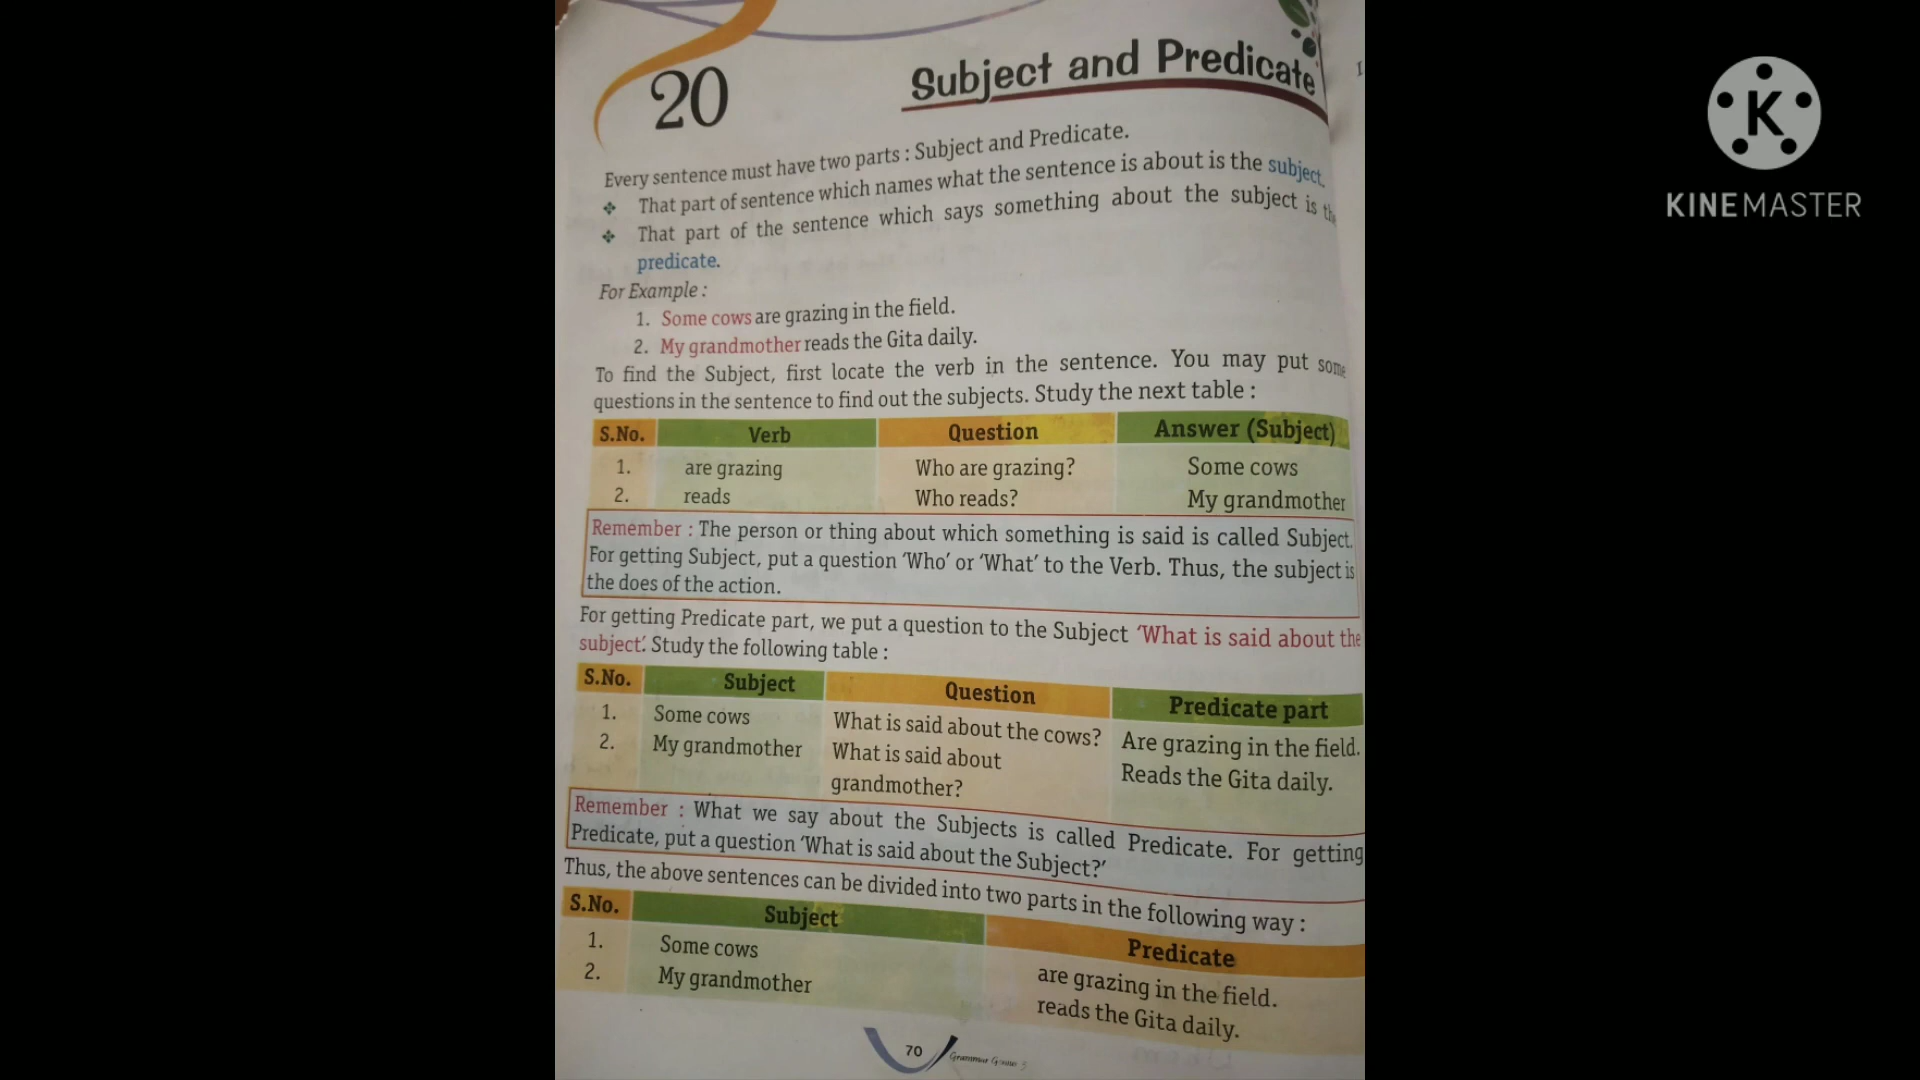 20
Subject and Predicate
Every sentence must have two parts : Subject and Predicate.
❖ That part of sentence which names what the sentence is about is the subject.
❖ That part of the sentence which says something about the subject is the
predicate.
For Example :
1. Some cows are grazing in the field.
2. My grandmother reads the Gita daily.
To find the Subject, first locate the verb in the sentence. You may put some
questions in the sentence to find out the subjects. Study the next table :
S.No. Verb Question Answer (Subject)
1. are grazing Who are grazing? Some cows
2. reads Who reads? My grandmother
Remember : The person or thing about which something is said is called Subject.
For getting Subject, put a question ‘Who’ or ‘What’ to the Verb. Thus, the subject is
the does of the action.
For getting Predicate part, we put a question to the Subject ‘What is said about the
subject’. Study the following table :
S.No. Subject Question Predicate part
1. Some cows What is said about the cows? Are grazing in the field.
2. My grandmother What is said about Reads the Gita daily.
grandmother?
Remember : What we say about the Subjects is called Predicate. For getting
Predicate, put a question ‘What is said about the Subject?’
Thus, the above sentences can be divided into two parts in the following way :
S.No. Subject Predicate
1. Some cows are grazing in the field.
2. My grandmother reads the Gita daily.
70
K
KINEMASTER